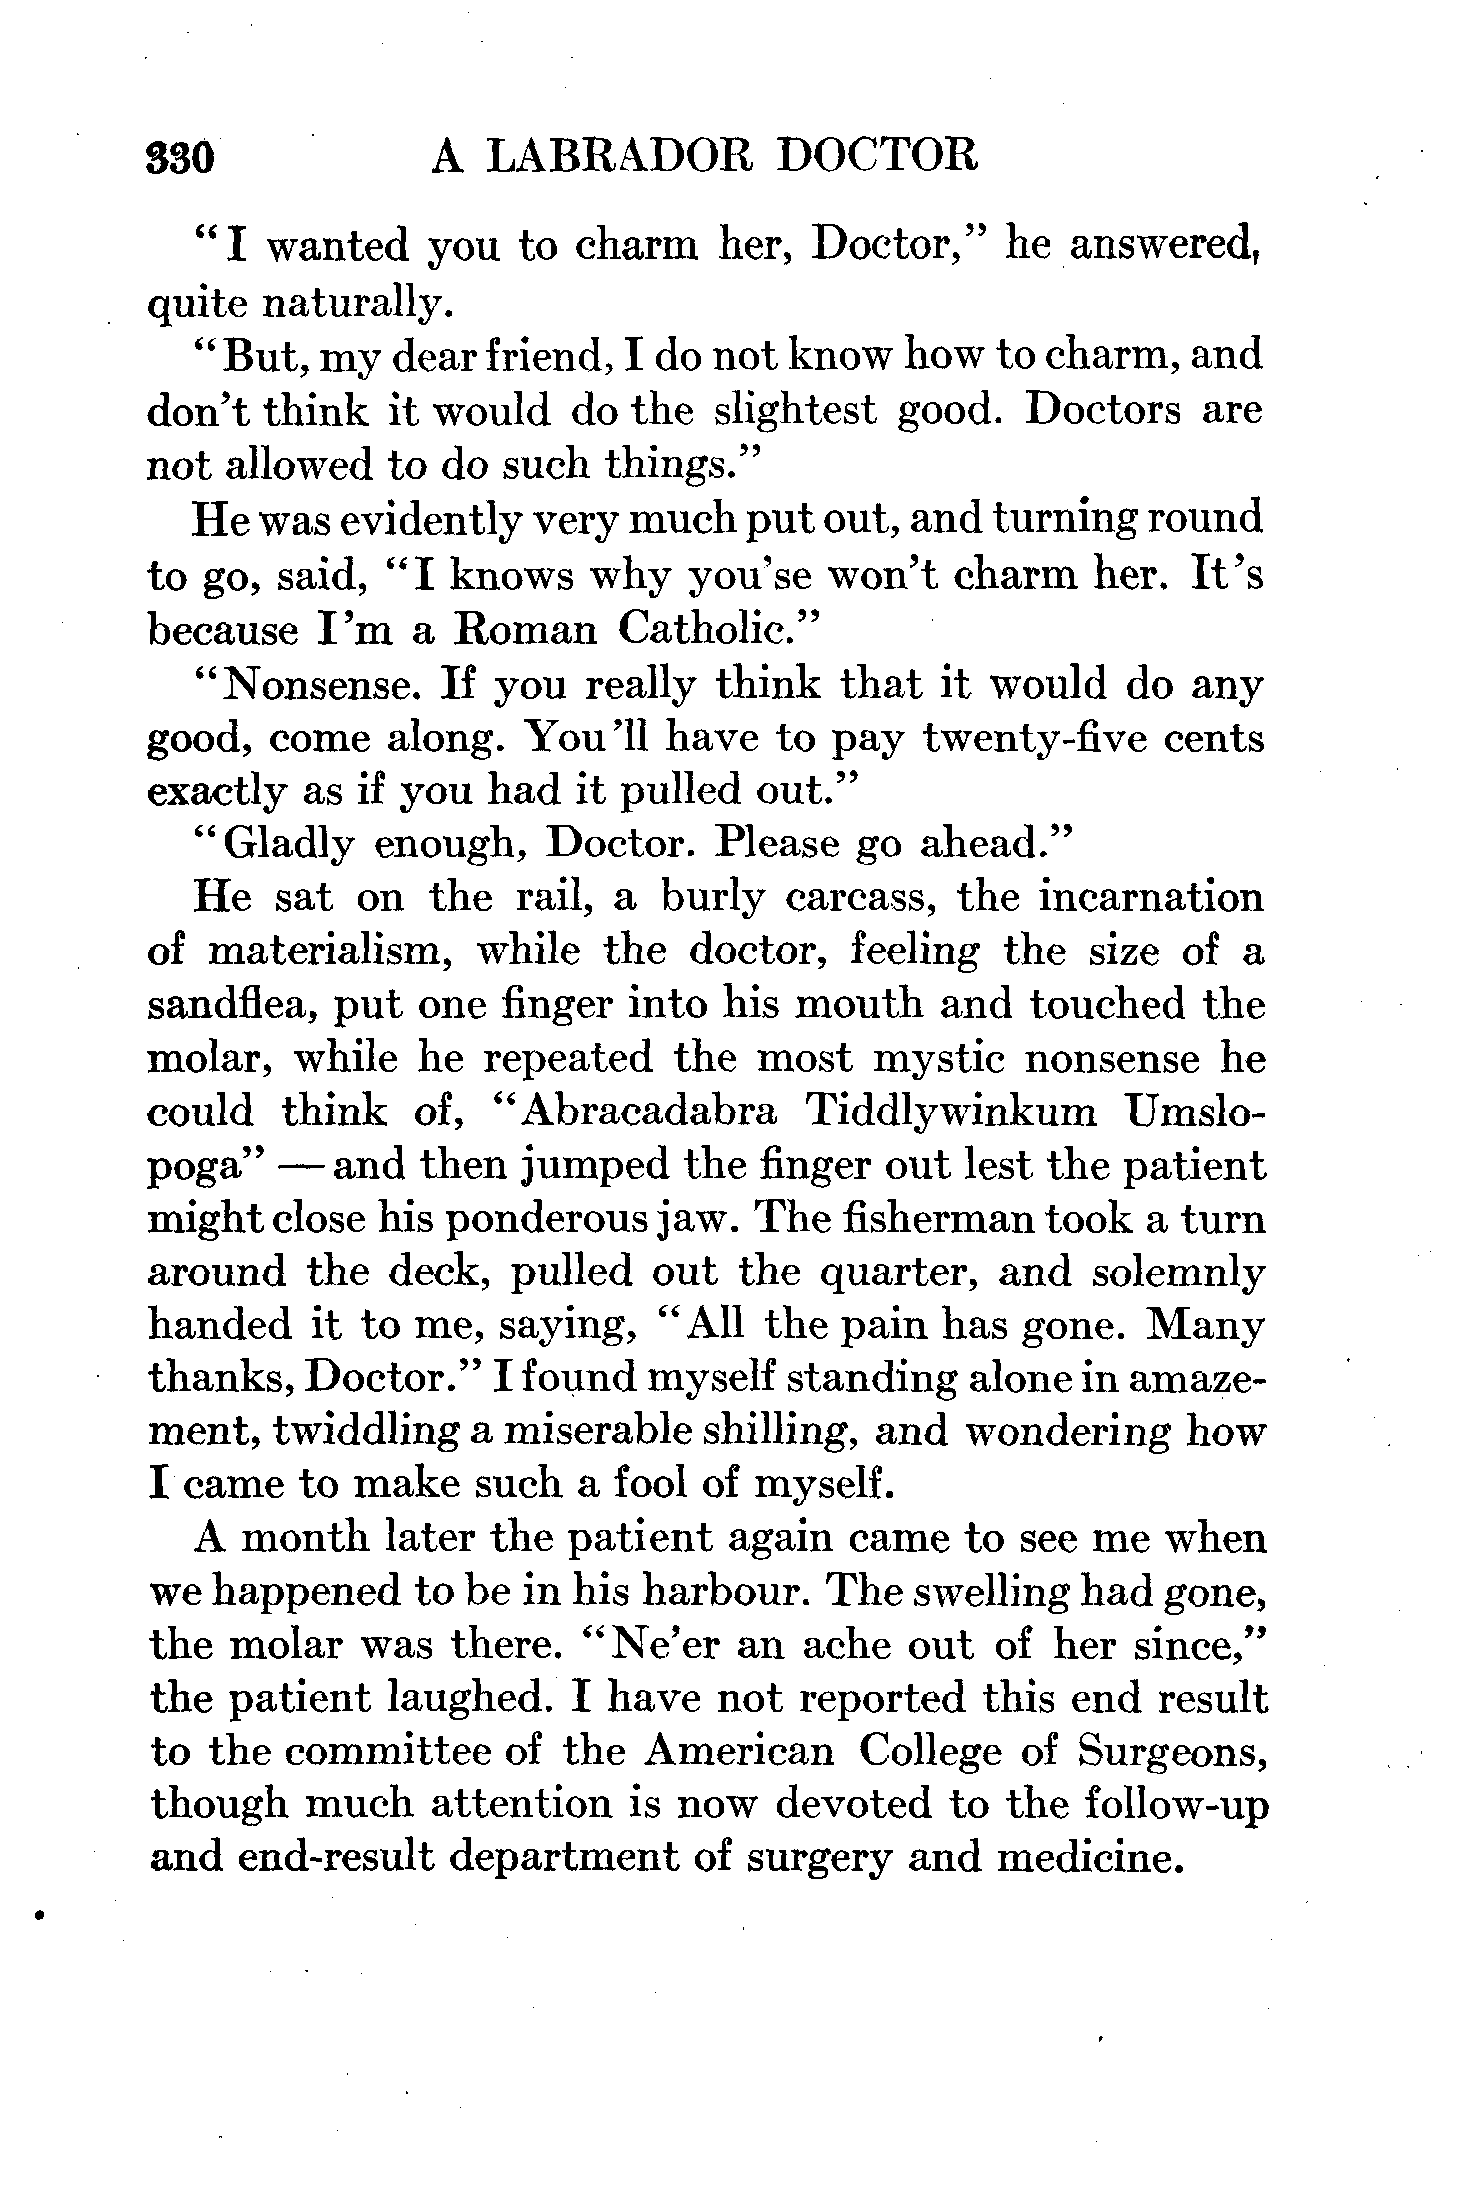 330 A LABRADOR DOCTOR
"I wanted you to charm her, Doctor," he answered,
quite naturally.
"But, my dear friend, I do not know how to charm, and
don't think it would do the slightest good. Doctors are
not allowed to do such things."
He was evidently very much put out, and turning round
to go, said, "I knows why you'se won't charm her. It's
because I'm a Roman Catholic."
"Nonsense. If you really think that it would do any
good, come along. You'll have to pay twenty-five cents
exactly as if you had it pulled out."
"Gladly enough, Doctor. Please go ahead."
He sat on the rail, a burly carcass, the incarnation
of materialism, while the doctor, feeling the size of a
sandflea, put one finger into his mouth and touched the
molar, while he repeated the most mystic nonsense he
could think of, "Abracadabra Tiddlywinkum Umslo-
poga" — and then jumped the finger out lest the patient
might close his ponderous jaw. The fisherman took a turn
around the deck, pulled out the quarter, and solemnly
handed it to me, saying, "All the pain has gone. Many
thanks, Doctor." I found myself standing alone in amaze-
ment, twiddling a miserable shilling, and wondering how
I came to make such a fool of myself.
A month later the patient again came to see me when
we happened to be in his harbour. The swelling had gone,
the molar was there. "Ne'er an ache out of her since,"
the patient laughed. I have not reported this end result
to the committee of the American College of Surgeons,
though much attention is now devoted to the follow-up
and end-result department of surgery and medicine.